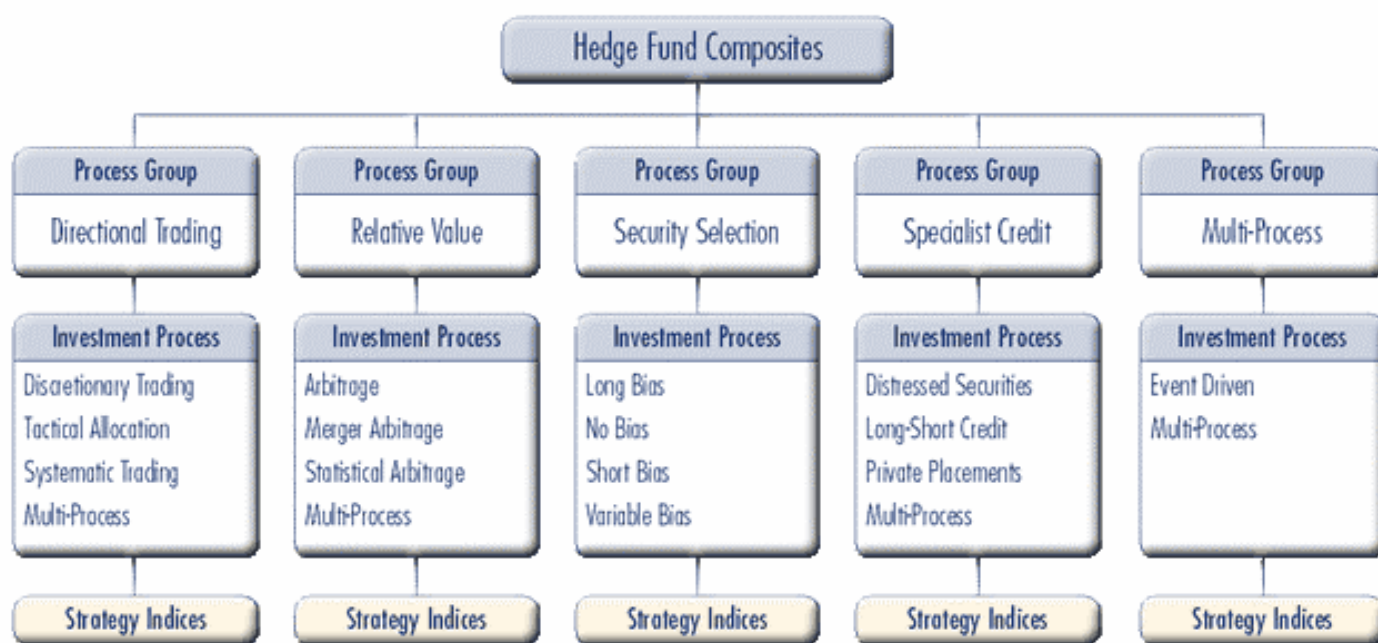 Hedge Fund Composites
Process Group
Directional Trading
Investment Process
Discretionary Trading
Tactical Allocation
Systematic Trading
Multi-Process
Strategy Indices
Process Group
Relative Value
Investment Process
Arbitrage
Merger Arbitrage
Statistical Arbitrage
Multi-Process
Strategy Indices
Process Group
Security Selection
Investment Process
Long Bias
No Bias
Short Bias
Variable Bias
Strategy Indices
Process Group
Specialist Credit
Investment Process
Distressed Securities
Long-Short Credit
Private Placements
Multi-Process
Strategy Indices
Process Group
Multi-Process
Investment Process
Event Driven
Multi-Process
Strategy Indices